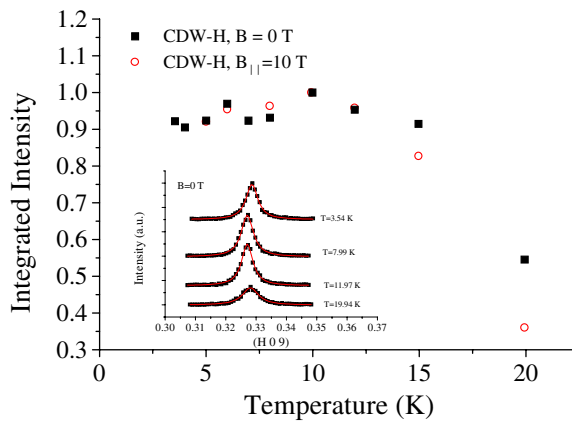 CDW-H, B = 0 T
CDW-H, B||=10 T
1.2
1.1
1.0
0.9
0.8
0.7
0.6
0.5
0.4
0.3
Integrated Intensity
B=0 T
T=3.54 K
T=7.99 K
T=11.97 K
T=19.94 K
Intensity (a.u.)
0.30 0.31 0.32 0.33 0.34 0.35 0.36 0.37
(H 0 9)
0 5 10 15 20
Temperature (K)